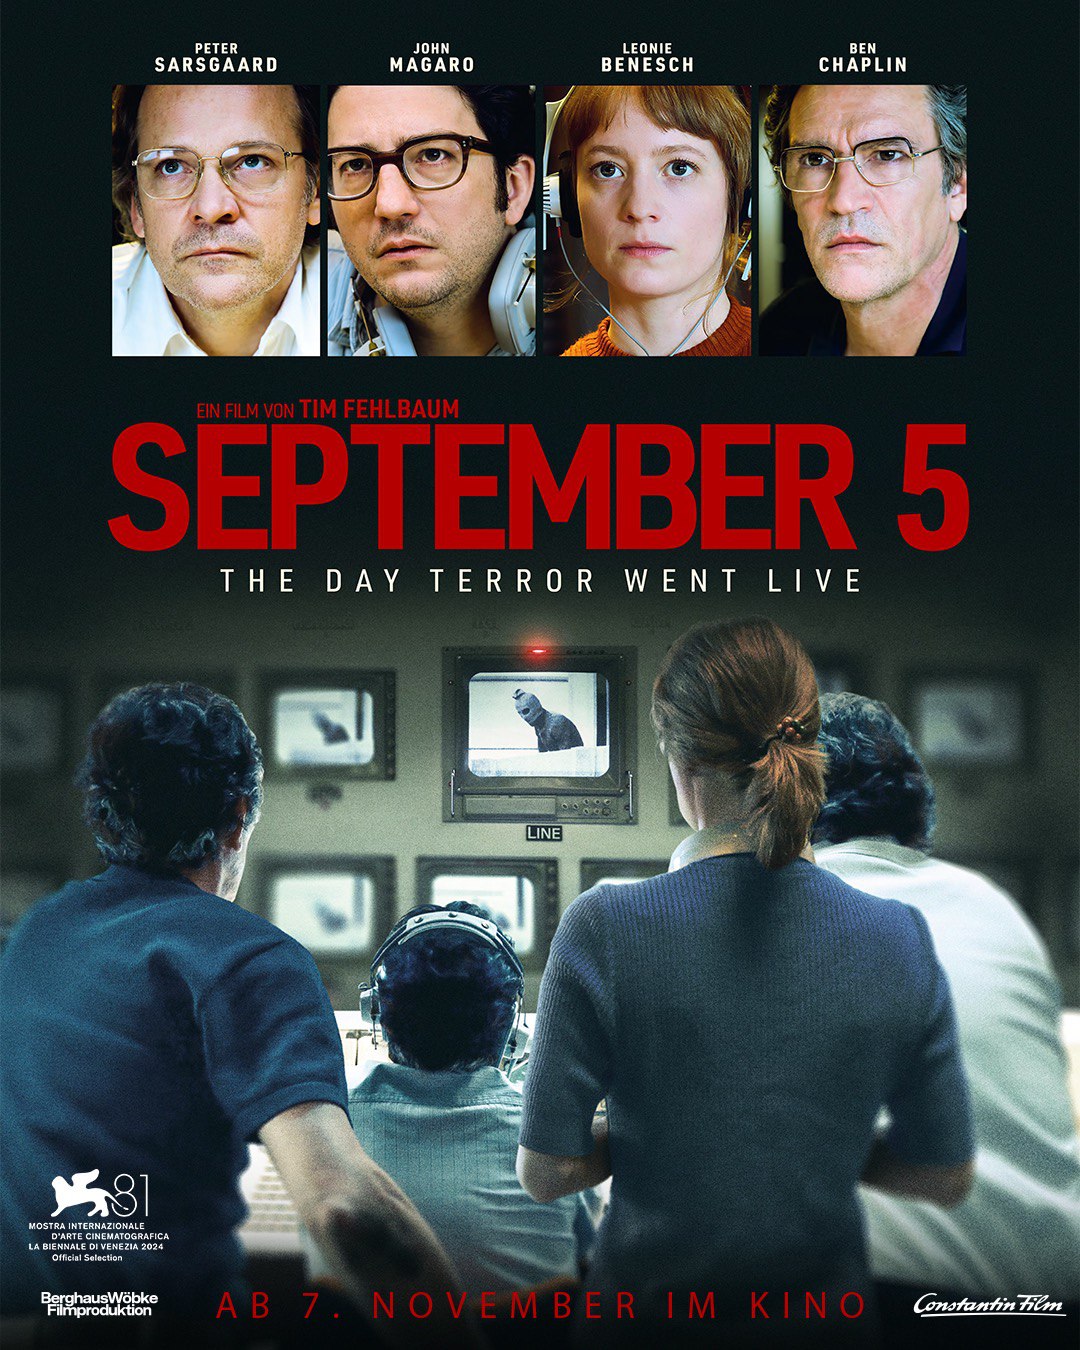 PETER
SARSGAARD
JOHN
MAGARO
LEONIE
BENESCH
BEN
CHAPLIN
EIN FILM VON TIM FEHLBAUM
SEPTEMBER 5
THE DAY TERROR WENT LIVE
LINE
81
MOSTRA INTERNAZIONALE
D'ARTE CINEMATOGRAFICA
LA BIENNALE DI VENEZIA 2024
Official Selection
BerghausWöbke
Filmproduktion
AB 7. NOVEMBER IM KINO
Constantin Film